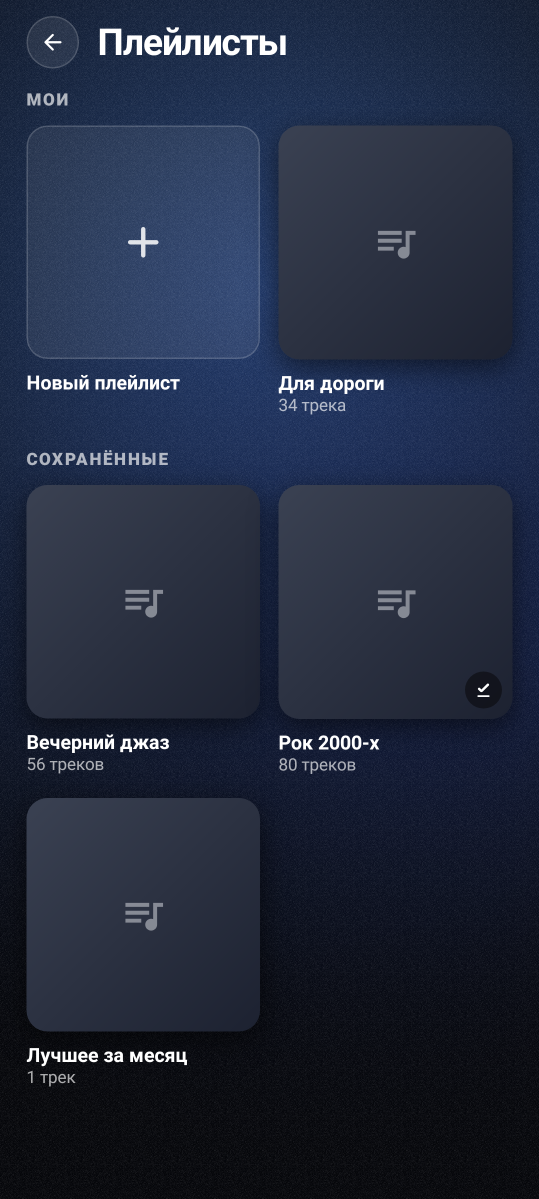 Плейлисты
МОИ
Новый плейлист
Для дороги
34 трека
СОХРАНЁННЫЕ
Вечерний джаз
56 треков
Рок 2000-х
80 треков
Лучшее за месяц
1 трек